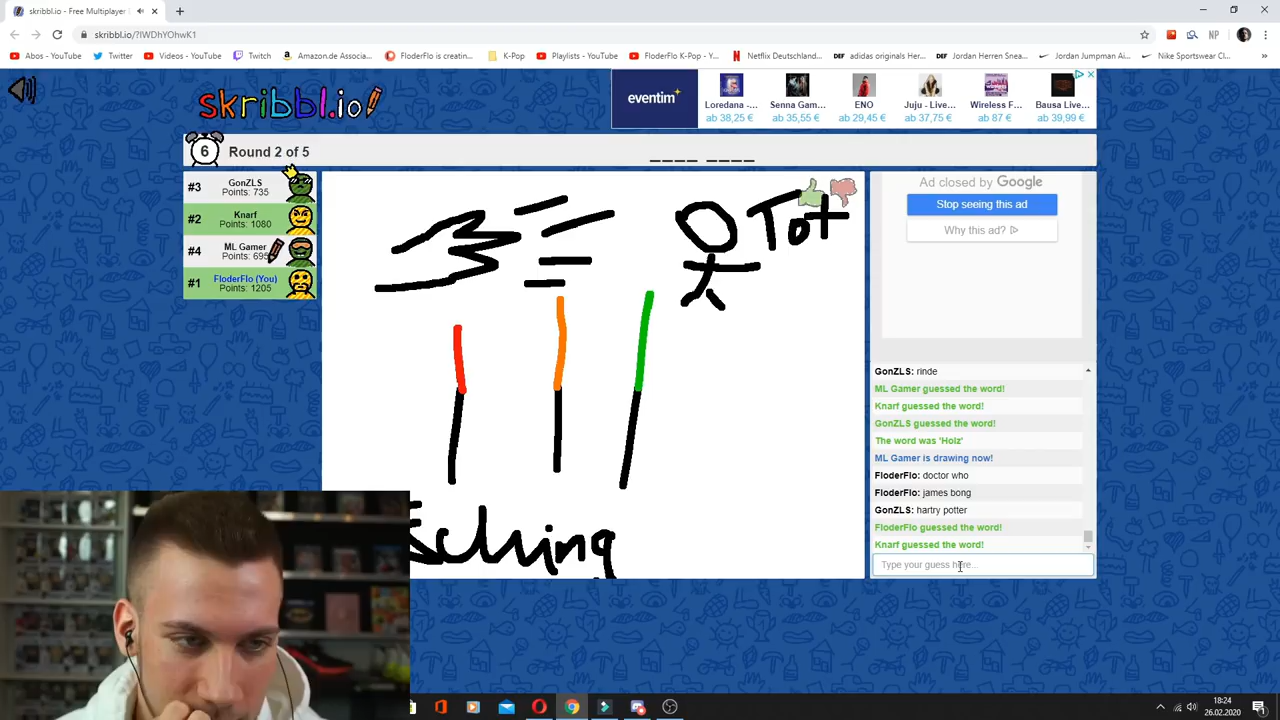 skribbl.io - Free Multiplayer
skribbl.io/?IWDhYOhwK1
NP
Abos - YouTube
Twitter
Videos - YouTube
Twitch
Amazon.de Associa...
FloderFlo is creatin...
K-Pop
Playlists - YouTube
FloderFlo K-Pop - Y...
Netflix Deutschland...
DEF adidas originals Her...
DEF Jordan Herren Snea...
Jordan Jumpman Ai...
Nike Sportswear Cl...
skribbl.io
eventim
Loredana -...
ab 38,25 €
Senna Gam...
ab 35,55 €
ENO
ab 29,45 €
Juju - Live...
ab 37,75 €
Wireless F...
ab 87 €
Bausa Live...
ab 39,99 €
6
Round 2 of 5
____ ____
#3
GonZLS
Points: 735
#2
Knarf
Points: 1080
#4
ML Gamer
Points: 695
#1
FloderFlo (You)
Points: 1205
Tot
Ad closed by Google
Stop seeing this ad
Why this ad?
GonZLS: rinde
ML Gamer guessed the word!
Knarf guessed the word!
GonZLS guessed the word!
The word was 'Holz'
ML Gamer is drawing now!
FloderFlo: doctor who
FloderFlo: james bong
GonZLS: hartry potter
FloderFlo guessed the word!
Knarf guessed the word!
Type your guess here...
18:24
26.02.2020